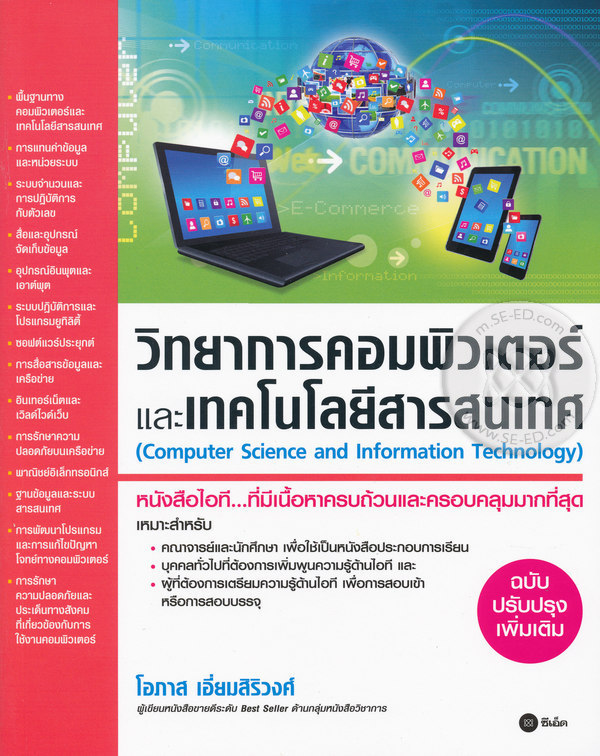 พื้นฐานทาง
คอมพิวเตอร์และ
เทคโนโลยีสารสนเทศ
การแทนค่าข้อมูล
และหน่วยระบบ
ระบบจำนวนและ
การปฏิบัติการ
กับตัวเลข
สื่อและอุปกรณ์
จัดเก็บข้อมูล
อุปกรณ์อินพุตและ
เอาต์พุต
ระบบปฏิบัติการและ
โปรแกรมยูทิลิตี้
ซอฟต์แวร์ประยุกต์
การสื่อสารข้อมูลและ
เครือข่าย
อินเทอร์เน็ตและ
เวิลด์ไวด์เว็บ
การรักษาความ
ปลอดภัยบนเครือข่าย
พาณิชย์อิเล็กทรอนิกส์
ฐานข้อมูลและระบบ
สารสนเทศ
การพัฒนาโปรแกรม
และการแก้ไขปัญหา
โจทย์ทางคอมพิวเตอร์
การรักษา
ความปลอดภัยและ
ประเด็นทางสังคม
ที่เกี่ยวข้องกับการ
ใช้งานคอมพิวเตอร์
>Communication
COMMUNICATION
>E-Commerce
>Information
m.SE-ED.com
www.SE-ED.com
วิทยาการคอมพิวเตอร์
และเทคโนโลยีสารสนเทศ
(Computer Science and Information Technology)
หนังสือไอที...ที่มีเนื้อหาครบถ้วนและครอบคลุมมากที่สุด
เหมาะสำหรับ
• คณาจารย์และนักศึกษา เพื่อใช้เป็นหนังสือประกอบการเรียน
• บุคคลทั่วไปที่ต้องการเพิ่มพูนความรู้ด้านไอที และ
• ผู้ที่ต้องการเตรียมความรู้ด้านไอที เพื่อการสอบเข้า
หรือการสอบบรรจุ
ฉบับ
ปรับปรุง
เพิ่มเติม
โอภาส เอี่ยมสิริวงศ์
ผู้เขียนหนังสือขายดีระดับ Best Seller ด้านกลุ่มหนังสือวิชาการ
ซีเอ็ด